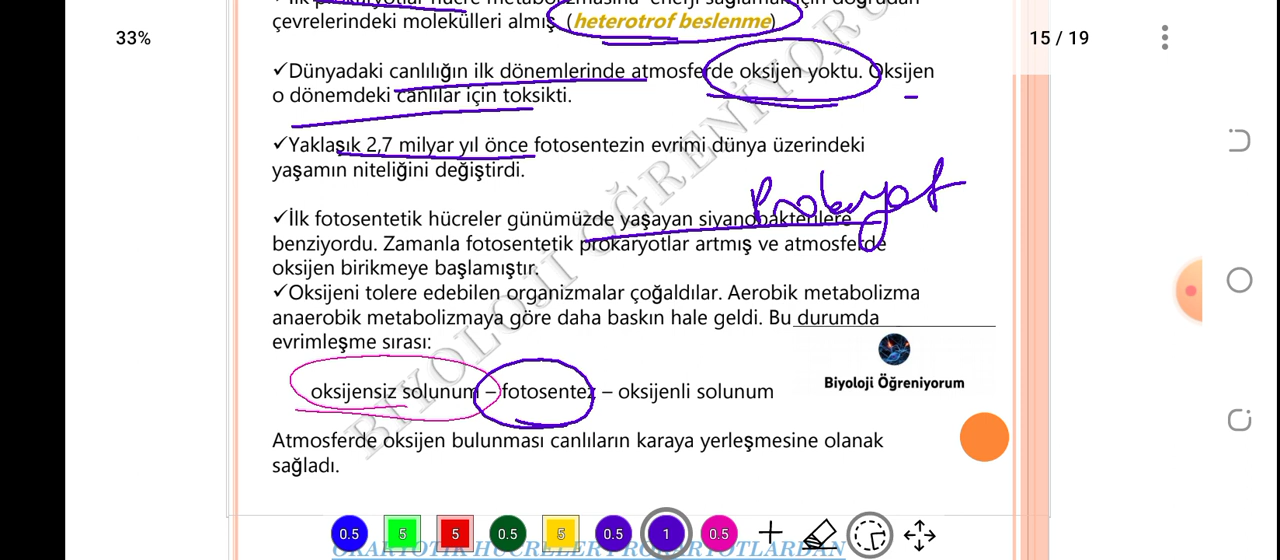 33%
15 / 19
çevrelerindeki molekülleri almış. (heterotrof beslenme)
✓Dünyadaki canlılığın ilk dönemlerinde atmosferde oksijen yoktu. Oksijen
o dönemdeki canlılar için toksikti.
✓Yaklaşık 2,7 milyar yıl önce fotosentezin evrimi dünya üzerindeki
yaşamın niteliğini değiştirdi.
Prokaryot
✓İlk fotosentetik hücreler günümüzde yaşayan siyanobakterilere
benziyordu. Zamanla fotosentetik prokaryotlar artmış ve atmosferde
oksijen birikmeye başlamıştır.
✓Oksijeni tolere edebilen organizmalar çoğaldılar. Aerobik metabolizma
anaerobik metabolizmaya göre daha baskın hale geldi. Bu durumda
evrimleşme sırası:
Biyoloji Öğreniyorum
oksijensiz solunum – fotosentez – oksijenli solunum
Atmosferde oksijen bulunması canlıların karaya yerleşmesine olanak
sağladı.
0.5 5 5 0.5 5 0.5 1 0.5
BİYOLOJİ ÖĞRENİYORU